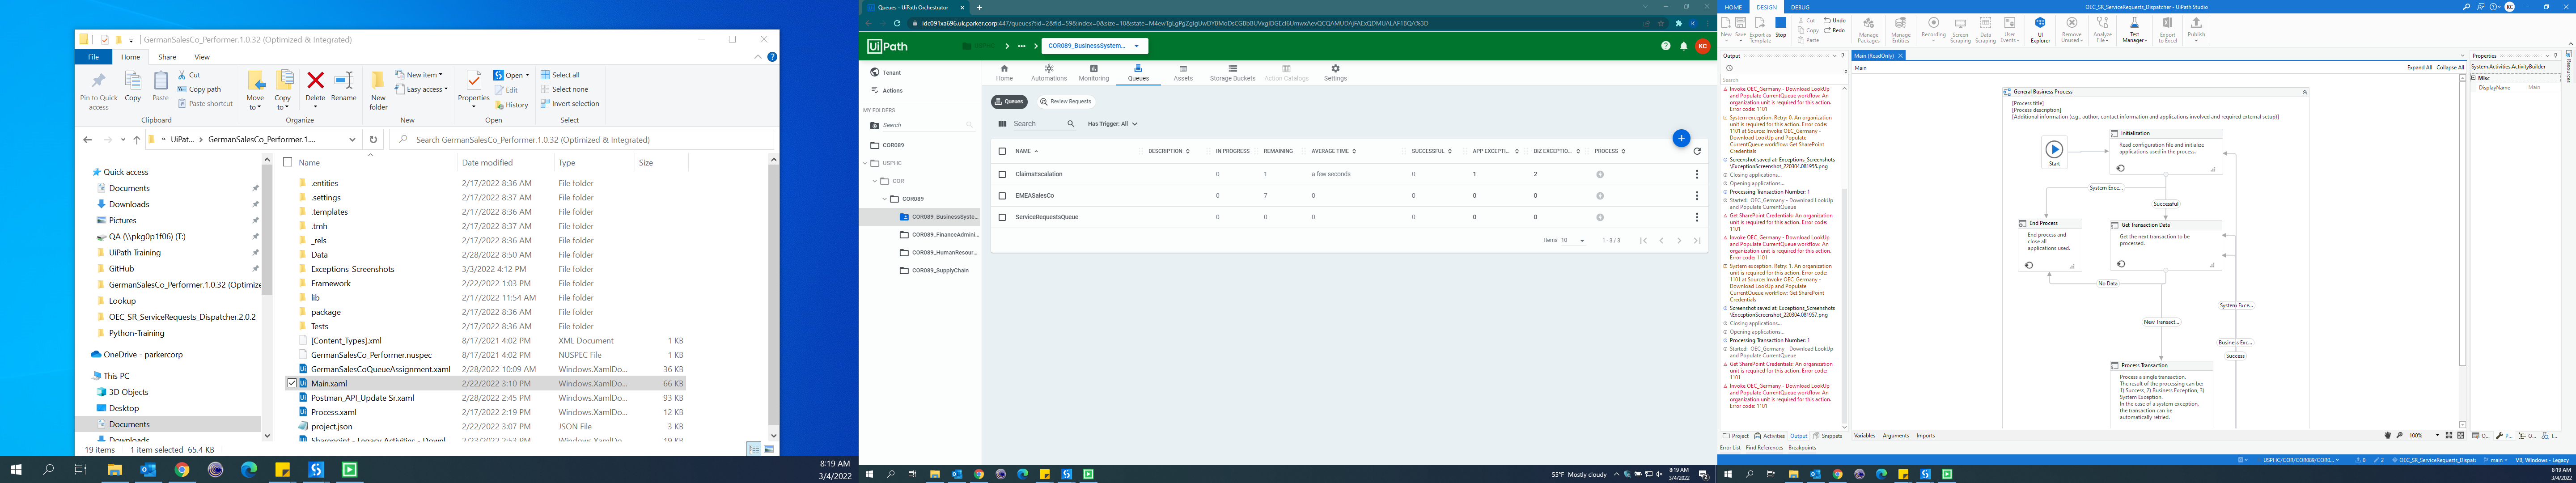 GermanSalesCo_Performer.1.0.32 (Optimized & Integrated)
File Home Share View
Pin to Quick access
Copy
Paste
Cut
Copy path
Paste shortcut
Move to
Copy to
Delete
Rename
New folder
New item
Easy access
Properties
Open
Edit
History
Select all
Select none
Invert selection
Clipboard Organize New Open Select
« UiPat... › GermanSalesCo_Performer.1....
Search GermanSalesCo_Performer.1.0.32 (Optimized & Integrated)
Quick access
Documents
Downloads
Pictures
QA (\\pkg0p1f06) (T:)
UiPath Training
GitHub
GermanSalesCo_Performer.1.0.32 (Optimize
Lookup
OEC_SR_ServiceRequests_Dispatcher.2.0.2
Python-Training
OneDrive - parkercorp
This PC
3D Objects
Desktop
Documents
Downloads
Name Date modified Type Size
.entities 2/17/2022 8:36 AM File folder
.settings 2/17/2022 8:37 AM File folder
.templates 2/17/2022 8:36 AM File folder
.tmh 2/17/2022 8:37 AM File folder
_rels 2/17/2022 8:36 AM File folder
Data 2/28/2022 8:50 AM File folder
Exceptions_Screenshots 3/3/2022 4:12 PM File folder
Framework 2/22/2022 1:03 PM File folder
lib 2/17/2022 11:54 AM File folder
package 2/17/2022 8:36 AM File folder
Tests 2/17/2022 8:36 AM File folder
[Content_Types].xml 8/17/2021 4:02 PM XML Document 1 KB
GermanSalesCo_Performer.nuspec 8/17/2021 4:02 PM NUSPEC File 1 KB
GermanSalesCoQueueAssignment.xaml 2/28/2022 10:09 AM Windows.XamlDo... 36 KB
Main.xaml 2/22/2022 3:10 PM Windows.XamlDo... 66 KB
Postman_API_Update Sr.xaml 2/28/2022 2:45 PM Windows.XamlDo... 93 KB
Process.xaml 2/17/2022 2:19 PM Windows.XamlDo... 12 KB
project.json 2/22/2022 3:07 PM JSON File 3 KB
19 items 1 item selected 65.4 KB
8:19 AM
3/4/2022
Queues - UiPath Orchestrator
UiPath
USPHC
COR089_BusinessSystem...
KC
Tenant
Actions
MY FOLDERS
Search
COR089
USPHC
COR
COR089
COR089_BusinessSyste...
COR089_FinanceAdmini...
COR089_HumanResour...
COR089_SupplyChain
Home Automations Monitoring Queues Assets Storage Buckets Action Catalogs Settings
Queues Review Requests
Search Has Trigger: All
NAME DESCRIPTION IN PROGRESS REMAINING AVERAGE TIME SUCCESSFUL APP EXCEPTI... BIZ EXCEPTIO... PROCESS
ClaimsEscalation 0 1 a few seconds 0 1 2
EMEASalesCo 0 7 0 0 0 0
ServiceRequestsQueue 0 0 0 0 0 0
Items 10 1 - 3 / 3
55°F Mostly cloudy
8:19 AM
3/4/2022
HOME DESIGN DEBUG
OEC_SR_ServiceRequests_Dispatcher - UiPath Studio
KC
New
Save
Export as Template
Stop
Cut
Copy
Paste
Undo
Redo
Manage Packages
Manage Entities
Recording
Screen Scraping
Data Scraping
User Events
UI Explorer
Remove Unused
Analyze File
Test Manager
Export to Excel
Publish
Output
Search
Invoke OEC_Germany - Download LookUp
and Populate CurrentQueue workflow: An
organization unit is required for this action.
Error code: 1101
System exception. Retry: 0. An organization
unit is required for this action. Error code:
1101 at Source: Invoke OEC_Germany -
Download LookUp and Populate
CurrentQueue workflow: Get SharePoint
Credentials
Screenshot saved at: Exceptions_Screenshots
\ExceptionScreenshot_220304.081955.png
Closing applications...
Opening applications...
Processing Transaction Number: 1
Started: OEC_Germany - Download LookUp
and Populate CurrentQueue
Get SharePoint Credentials: An organization
unit is required for this action. Error code:
1101
Invoke OEC_Germany - Download LookUp
and Populate CurrentQueue workflow: An
organization unit is required for this action.
Error code: 1101
System exception. Retry: 1. An organization
unit is required for this action. Error code:
1101 at Source: Invoke OEC_Germany -
Download LookUp and Populate
CurrentQueue workflow: Get SharePoint
Credentials
Screenshot saved at: Exceptions_Screenshots
\ExceptionScreenshot_220304.081957.png
Closing applications...
Opening applications...
Processing Transaction Number: 1
Started: OEC_Germany - Download LookUp
and Populate CurrentQueue
Get SharePoint Credentials: An organization
unit is required for this action. Error code:
1101
Invoke OEC_Germany - Download LookUp
and Populate CurrentQueue workflow: An
organization unit is required for this action.
Error code: 1101
Project Activities Output Snippets
Error List Find References Breakpoints
Main (ReadOnly)
Main Expand All Collapse All
General Business Process
[Process title]
[Process description]
[Additional information (e.g., author, contact information and applications involved and required external setup)]
Start
Initialization
Read configuration file and initialize
applications used in the process.
System Exce...
Successful
End Process
End process and
close all
applications used.
Get Transaction Data
Get the next transaction to be
processed.
No Data
System Exce...
New Transact...
Business Exc...
Success
Process Transaction
Process a single transaction.
The result of the processing can be:
1) Success, 2) Business Exception, 3)
System Exception.
In the case of a system exception,
the transaction can be
automatically retried.
Variables Arguments Imports
100%
Properties
System.Activities.ActivityBuilder
Misc
DisplayName Main
Resources
USPHC/COR/COR089/COR0... 0 2 OEC_SR_ServiceRequests_Dispatc main VB, Windows - Legacy
8:19 AM
3/4/2022